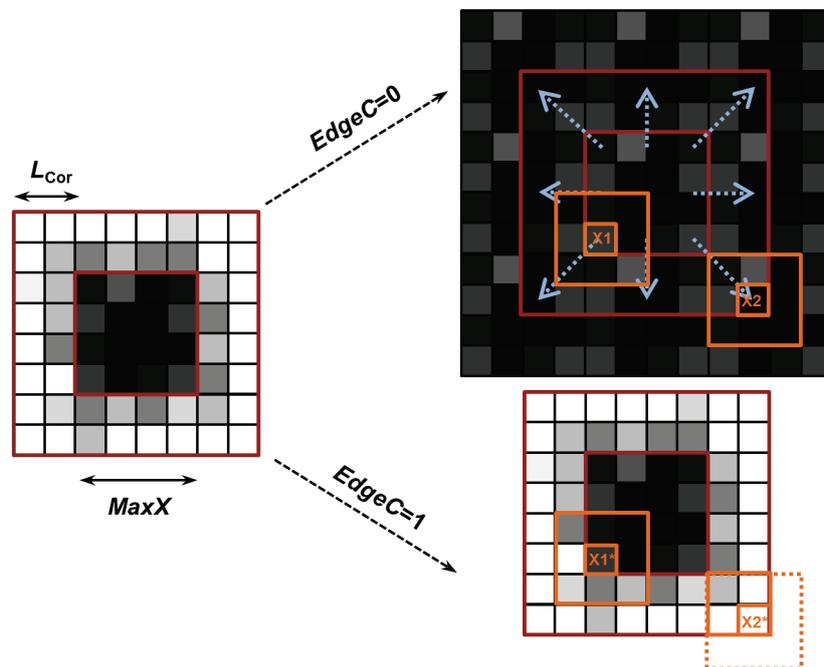 EdgeC=0
L_Cor
X1
X2
EdgeC=1
MaxX
X1*
X2*